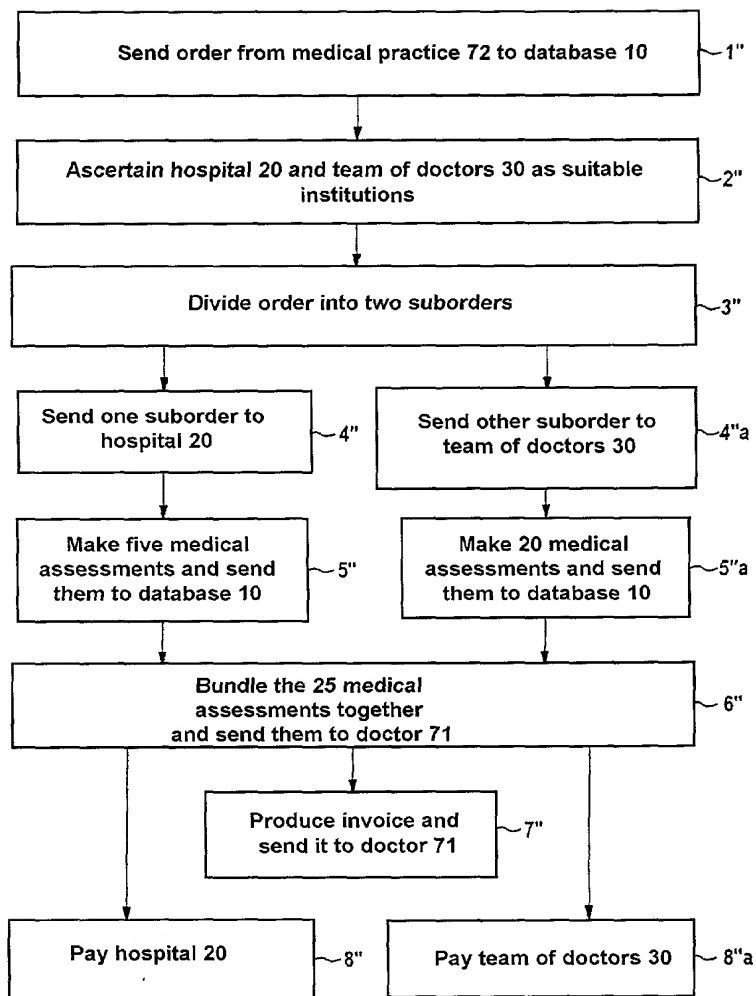 Send order from medical practice 72 to database 10
1"
Ascertain hospital 20 and team of doctors 30 as suitable
institutions
2"
Divide order into two suborders
3"
Send one suborder to
hospital 20
4"
Send other suborder to
team of doctors 30
4"a
Make five medical
assessments and send
them to database 10
5"
Make 20 medical
assessments and send
them to database 10
5"a
Bundle the 25 medical
assessments together
and send them to doctor 71
6"
Produce invoice and
send it to doctor 71
7"
Pay hospital 20
8"
Pay team of doctors 30
8"a